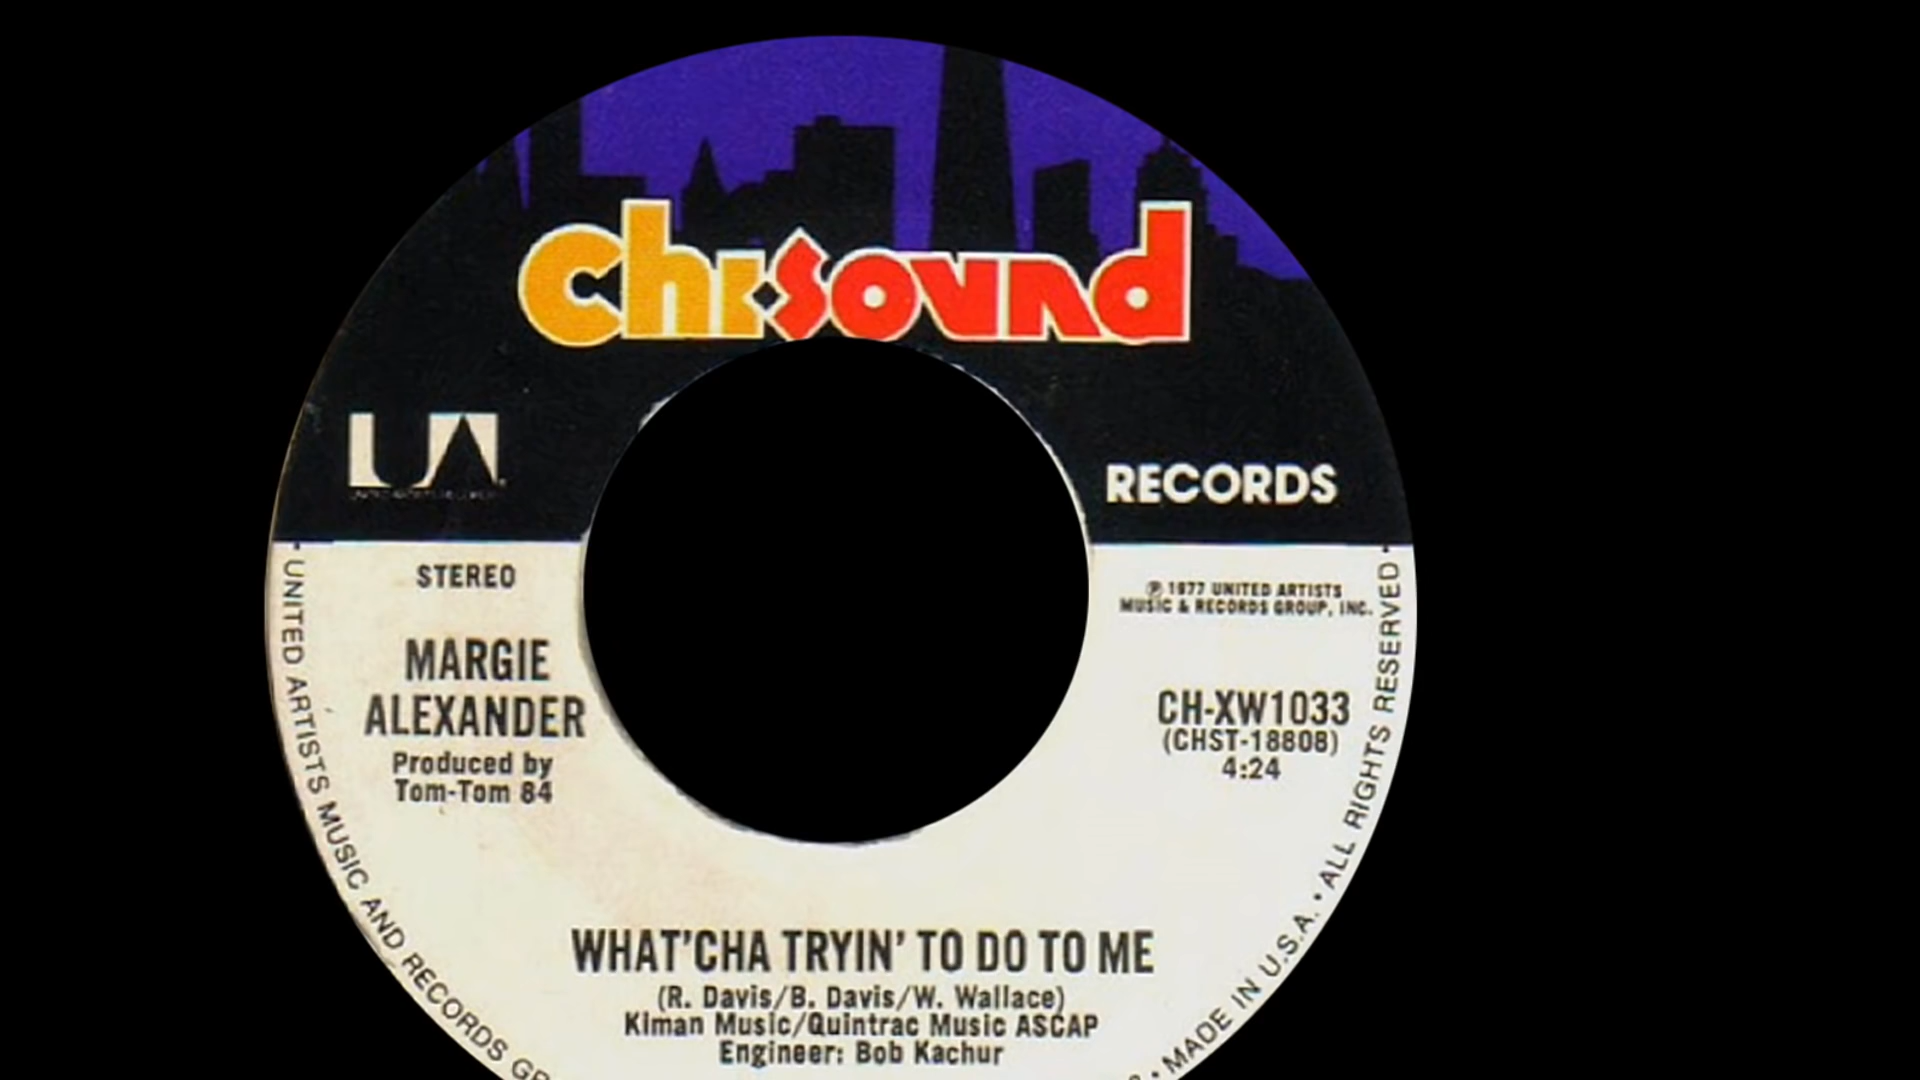 chi-sound
UA
RECORDS
STEREO
MARGIE
ALEXANDER
Produced by
Tom-Tom 84
℗ 1977 UNITED ARTISTS
MUSIC & RECORDS GROUP, INC.
CH-XW1033
(CHST-18808)
4:24
WHAT'CHA TRYIN' TO DO TO ME
(R. Davis/B. Davis/W. Wallace)
Kiman Music/Quintrac Music ASCAP
Engineer: Bob Kachur
• UNITED ARTISTS MUSIC AND RECORDS GR
• MADE IN U.S.A. • ALL RIGHTS RESERVED •